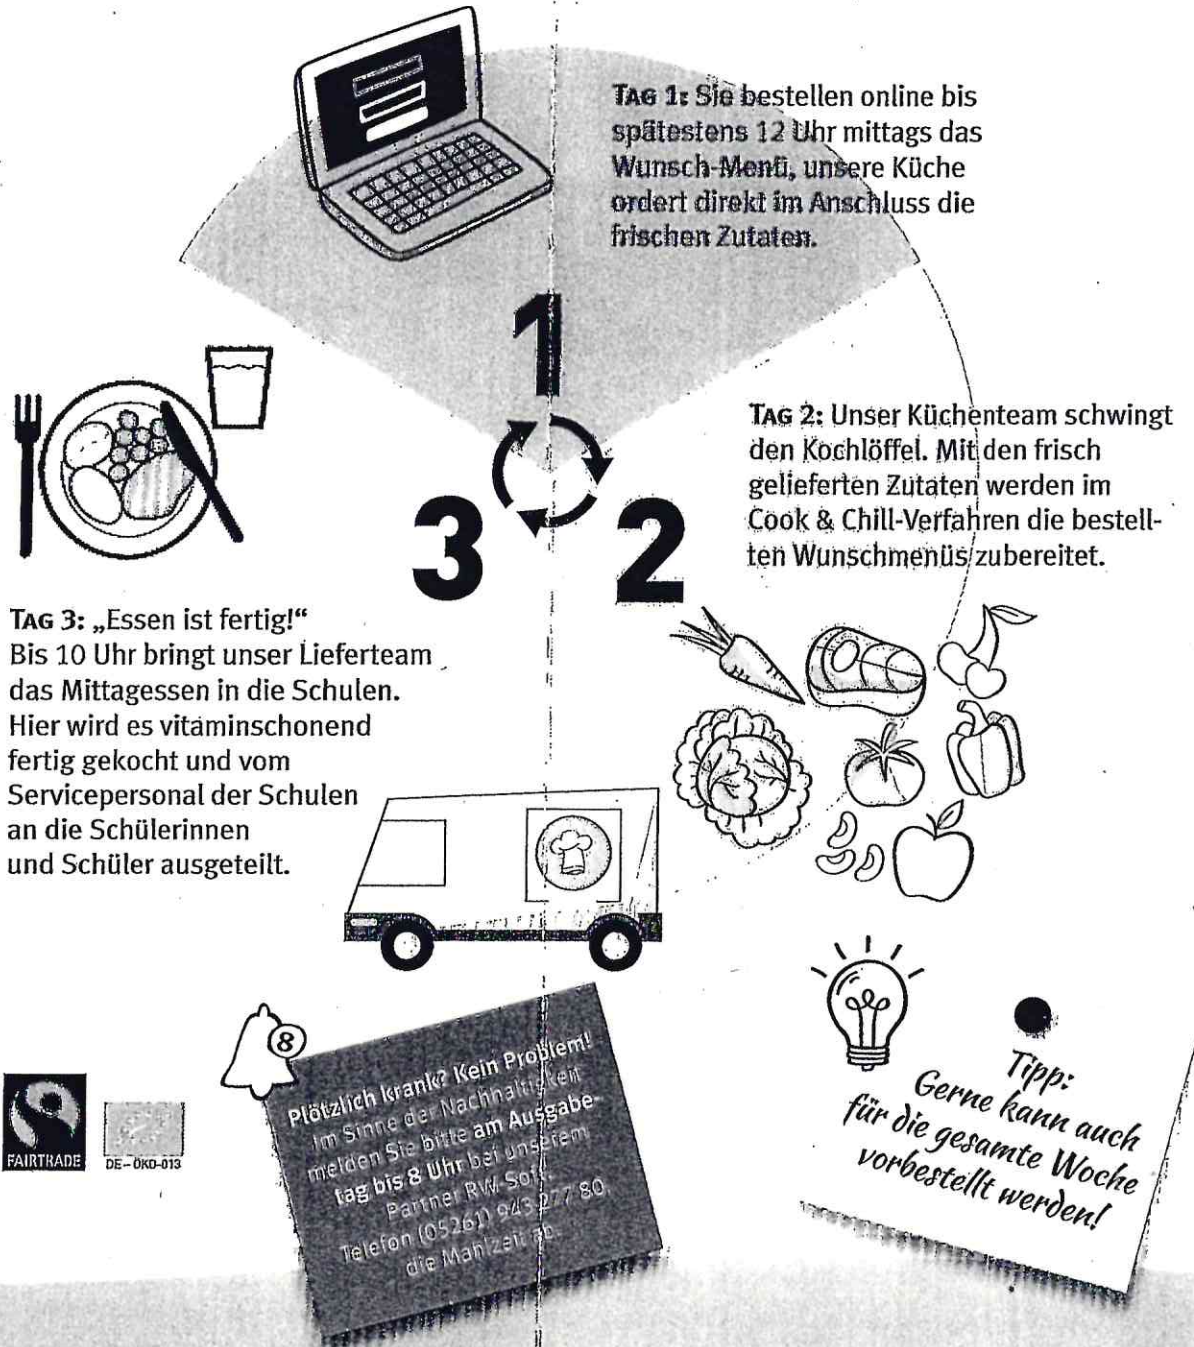 TAG 1: Sie bestellen online bis
spätestens 12 Uhr mittags das
Wunsch-Menü, unsere Küche
ordert direkt im Anschluss die
frischen Zutaten.
1
TAG 2: Unser Küchenteam schwingt
den Kochlöffel. Mit den frisch
gelieferten Zutaten werden im
Cook & Chill-Verfahren die bestell-
ten Wunschmenüs zubereitet.
3
2
TAG 3: „Essen ist fertig!“
Bis 10 Uhr bringt unser Lieferteam
das Mittagessen in die Schulen.
Hier wird es vitaminschonend
fertig gekocht und vom
Servicepersonal der Schulen
an die Schülerinnen
und Schüler ausgeteilt.
8
Plötzlich krank? Kein Problem!
Im Sinne der Nachhaltigkeit
melden Sie bitte am Ausgabe-
tag bis 8 Uhr bei unserem
Partner RW-Soft,
Telefon (05261) 943-277 80,
die Mahlzeit ab.
Tipp:
Gerne kann auch
für die gesamte Woche
vorbestellt werden!
FAIRTRADE
DE-ÖKO-013